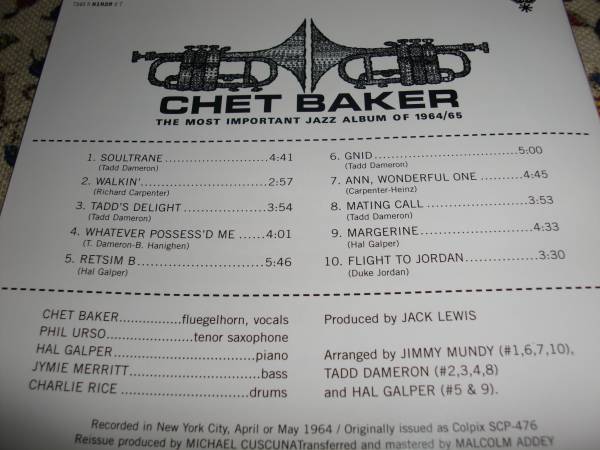 CHET BAKER
THE MOST IMPORTANT JAZZ ALBUM OF 1964/65
1. SOULTRANE ........................4:41
(Tadd Dameron)
2. WALKIN' .............................2:57
(Richard Carpenter)
3. TADD'S DELIGHT ..................3:54
(Tadd Dameron)
4. WHATEVER POSSESS'D ME ......4:01
(T. Dameron-B. Hanighen)
5. RETSIM B............................5:46
(Hal Galper)
6. GNID ..................................5:00
(Tadd Dameron)
7. ANN, WONDERFUL ONE ..........4:45
(Carpenter-Heinz)
8. MATING CALL ........................3:53
(Tadd Dameron)
9. MARGERINE..........................4:33
(Hal Galper)
10. FLIGHT TO JORDAN................3:30
(Duke Jordan)
CHET BAKER...............fluegelhorn, vocals
PHIL URSO....................tenor saxophone
HAL GALPER ................................piano
JYMIE MERRITT.............................bass
CHARLIE RICE ............................drums
Produced by JACK LEWIS
Arranged by JIMMY MUNDY (#1,6,7,10),
TADD DAMERON (#2,3,4,8)
and HAL GALPER (#5 & 9).
Recorded in New York City, April or May 1964 / Originally issued as Colpix SCP-476
Reissue produced by MICHAEL CUSCUNATransferred and mastered by MALCOLM ADDEY